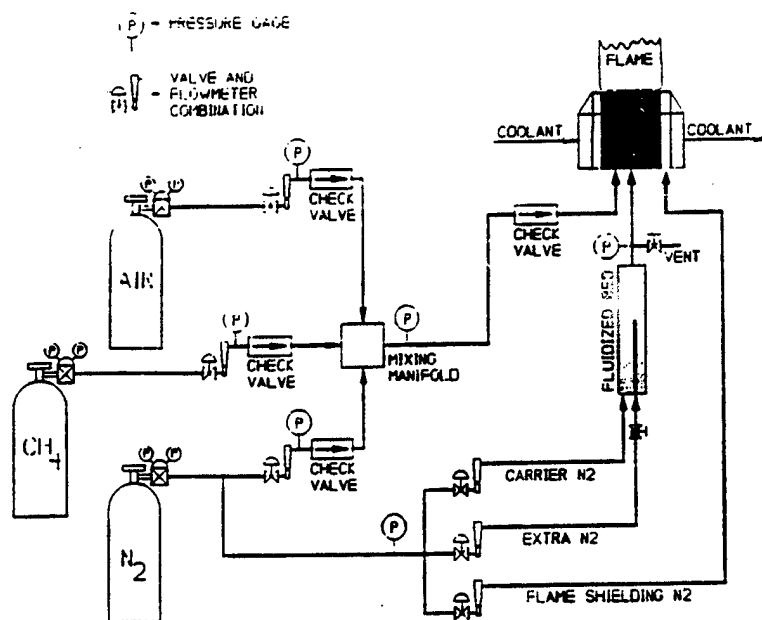 (P) - PRESSURE GAGE
- VALVE AND
FLOWMETER
COMBINATION
FLAME
COOLANT
COOLANT
P
P P
CHECK
VALVE
AIR
CHECK
VALVE
P
VENT
FLUIDIZED BED
(P)
P
P P
CHECK
VALVE
MIXING
MANIFOLD
CH4
P
P P
CHECK
VALVE
N2
CARRIER N2
P
EXTRA N2
FLAME SHIELDING N2